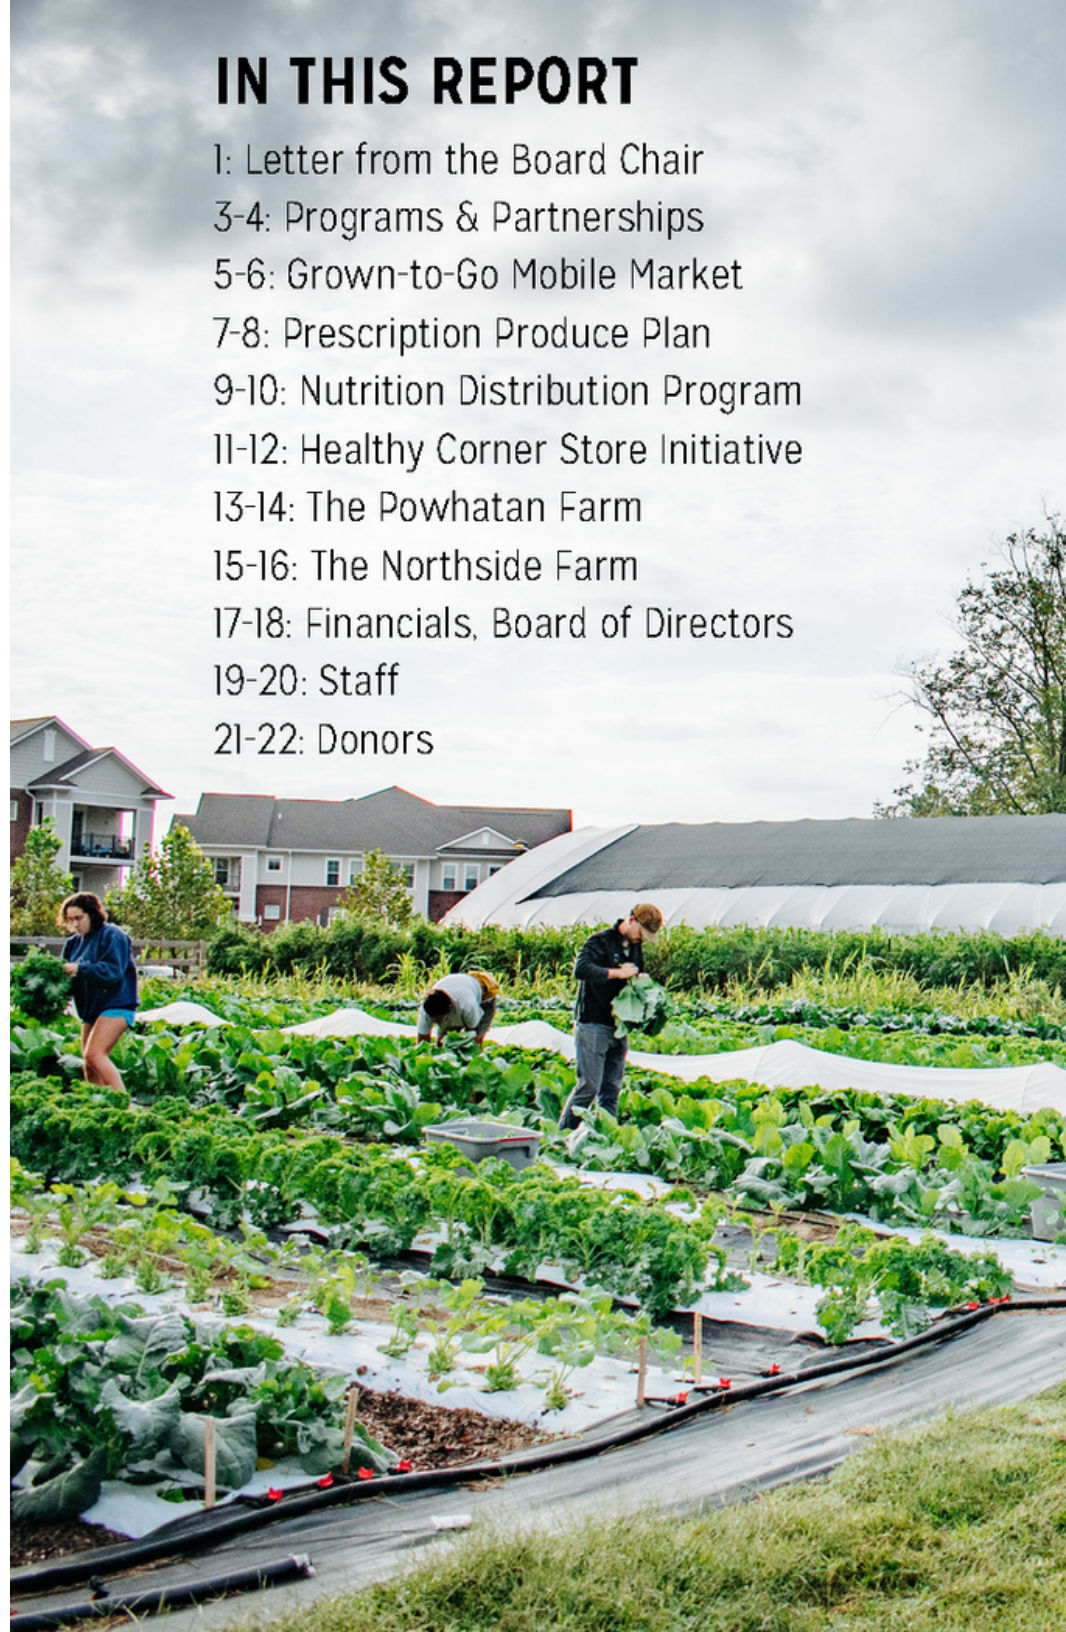 IN THIS REPORT
1: Letter from the Board Chair
3-4: Programs & Partnerships
5-6: Grown-to-Go Mobile Market
7-8: Prescription Produce Plan
9-10: Nutrition Distribution Program
11-12: Healthy Corner Store Initiative
13-14: The Powhatan Farm
15-16: The Northside Farm
17-18: Financials, Board of Directors
19-20: Staff
21-22: Donors